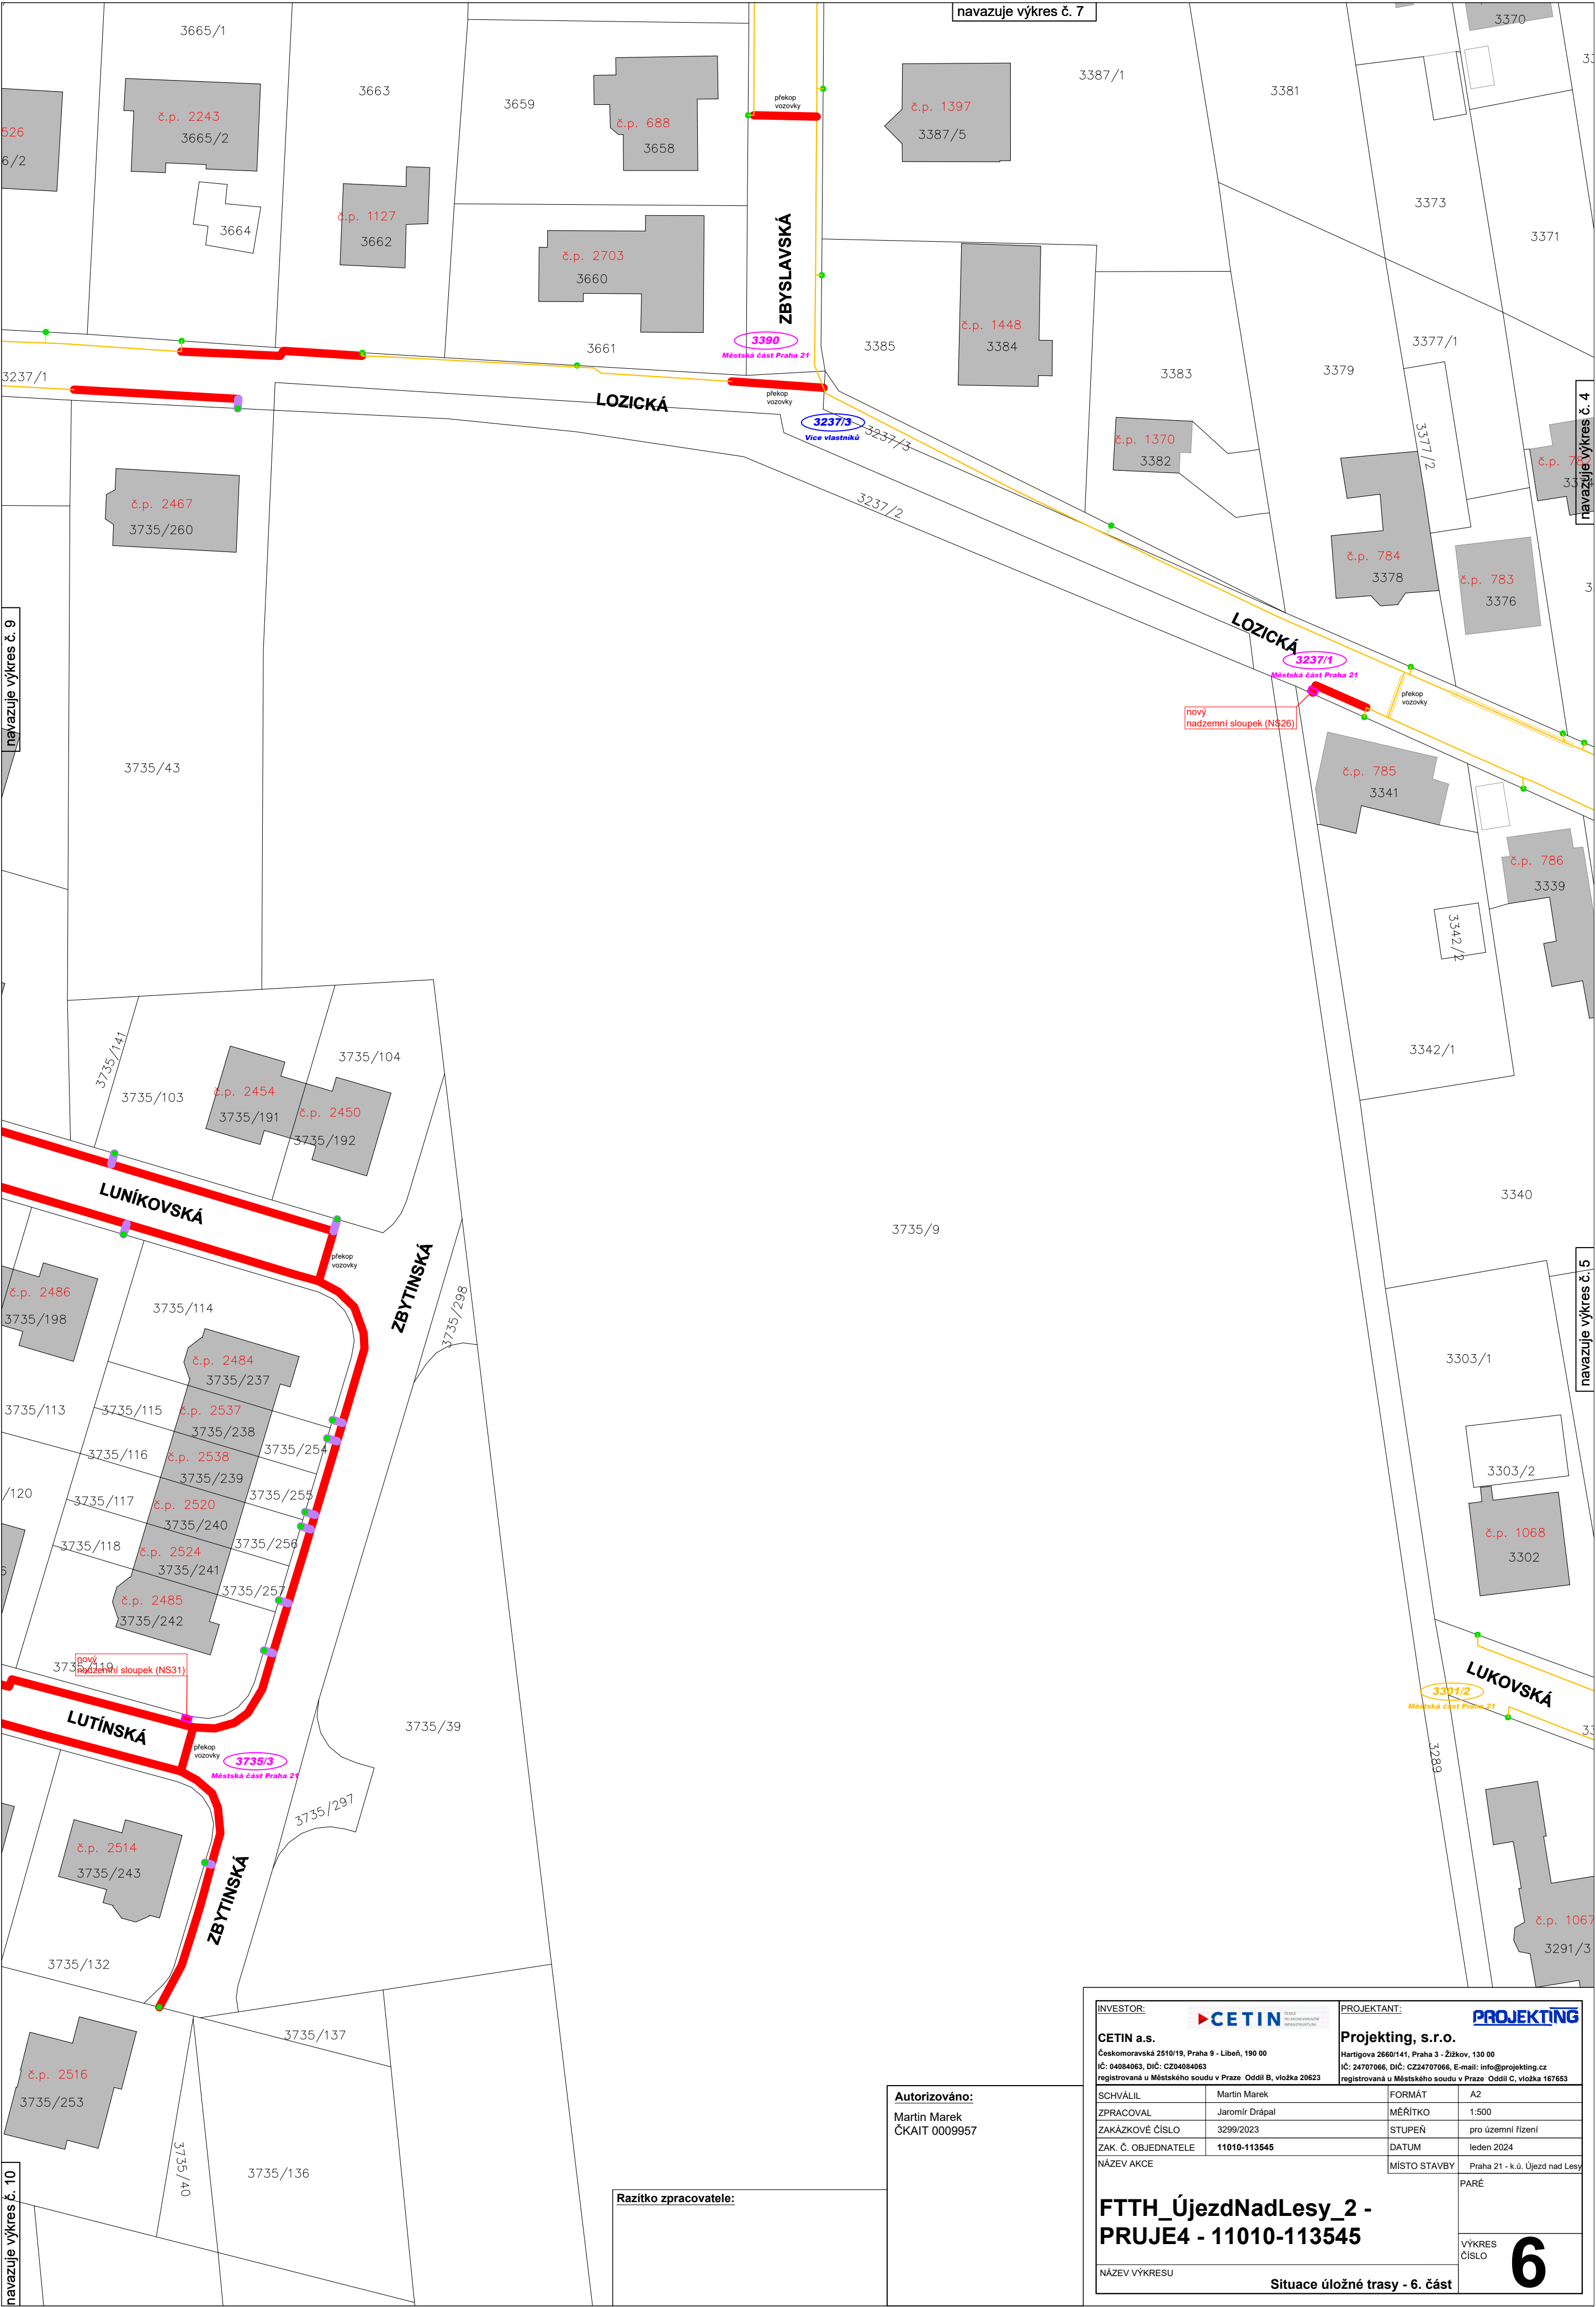 navazuje výkres č. 7
3665/1
3663
3659
3387/1
3381
3370
č.p. 2243
3665/2
526
6/2
č.p. 688
3658
překop
vozovky
č.p. 1397
3387/5
3664
č.p. 1127
3662
č.p. 2703
3660
ZBYSLAVSKÁ
3373
3371
č.p. 1448
3384
3385
3383
3379
3377/1
3377/2
3661
3390
Městská část Praha 21
3237/1
LOZICKÁ
překop
vozovky
3237/3
Více vlastníků
3237/3
3237/2
č.p. 1370
3382
navazuje výkres č. 4
č.p. 2467
3735/260
č.p. 784
3378
č.p. 783
3376
navazuje výkres č. 9
LOZICKÁ
3237/1
Městská část Praha 21
nový
nadzemní sloupek (NS26)
překop
vozovky
3735/43
č.p. 785
3341
č.p. 786
3339
3342/2
3342/1
3735/141
3735/103
3735/104
č.p. 2454
3735/191
č.p. 2450
3735/192
LUNÍKOVSKÁ
3340
3735/9
překop
vozovky
ZBYTINSKÁ
3735/298
č.p. 2486
3735/198
3735/114
navazuje výkres č. 5
3303/1
č.p. 2484
3735/237
3735/113
3735/115
č.p. 2537
3735/238
3735/254
3735/116
č.p. 2538
3735/239
3735/255
/120
3735/117
č.p. 2520
3735/240
3735/256
3735/118
č.p. 2524
3735/241
3735/257
č.p. 2485
3735/242
3303/2
č.p. 1068
3302
3735/119
nový
nadzemní sloupek (NS31)
LUTÍNSKÁ
překop
vozovky
3735/3
Městská část Praha 21
3735/39
3735/297
LUKOVSKÁ
3301/2
Městská část Praha 21
3289
č.p. 2514
3735/243
ZBYTINSKÁ
3735/132
č.p. 1067
3291/3
3735/137
č.p. 2516
3735/253
3735/40
3735/136
navazuje výkres č. 10
Razítko zpracovatele:
Autorizováno:
Martin Marek
ČKAIT 0009957
INVESTOR:
CETIN
CETIN a.s.
Českomoravská 2510/19, Praha 9 - Libeň, 190 00
IČ: 04084063, DIČ: CZ04084063
registrovaná u Městského soudu v Praze Oddíl B, vložka 20623
PROJEKTANT:
PROJEKTING
Projekting, s.r.o.
Hartigova 2660/141, Praha 3 - Žižkov, 130 00
IČ: 24707066, DIČ: CZ24707066, E-mail: info@projekting.cz
registrovaná u Městského soudu v Praze Oddíl C, vložka 167653
SCHVÁLIL Martin Marek FORMÁT A2
ZPRACOVAL Jaromír Drápal MĚŘÍTKO 1:500
ZAKÁZKOVÉ ČÍSLO 3299/2023 STUPEŇ pro územní řízení
ZAK. Č. OBJEDNATELE 11010-113545 DATUM leden 2024
NÁZEV AKCE MÍSTO STAVBY Praha 21 - k.ú. Újezd nad Lesy
PARÉ
FTTH_ÚjezdNadLesy_2 -
PRUJE4 - 11010-113545
VÝKRES
ČÍSLO
6
NÁZEV VÝKRESU
Situace úložné trasy - 6. část